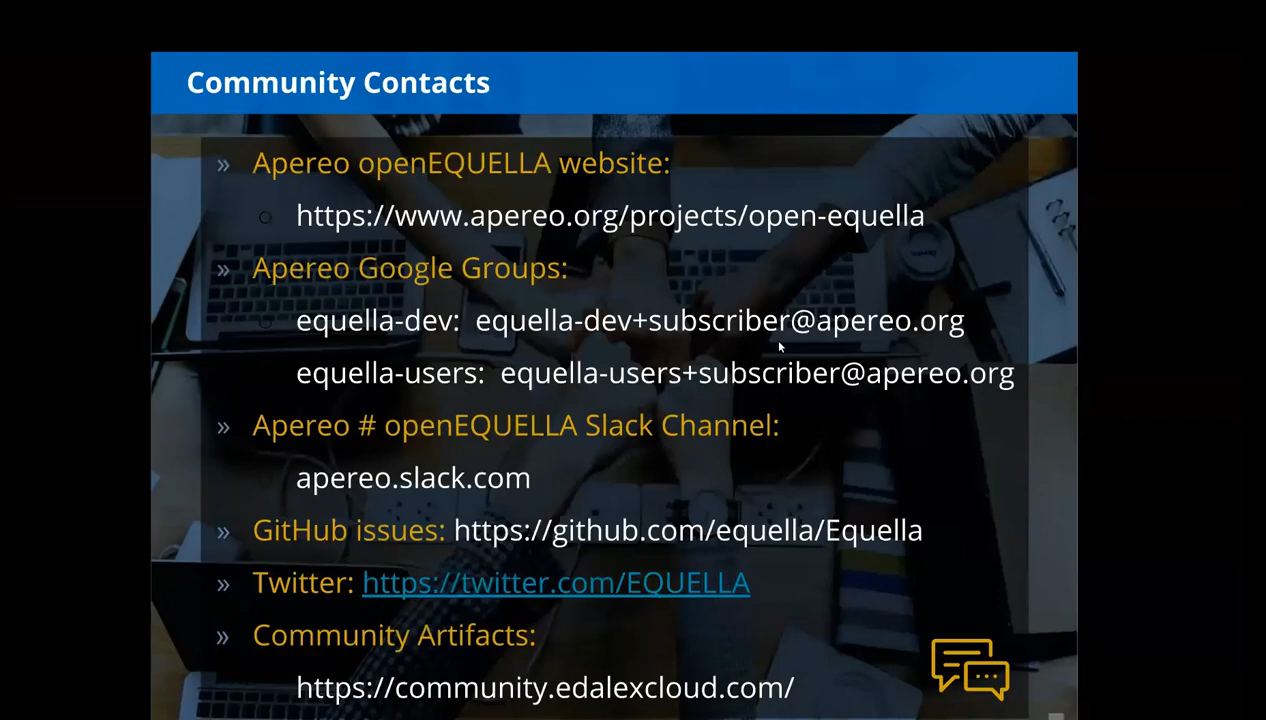 Community Contacts
» Apereo openEQUELLA website:
○ https://www.apereo.org/projects/open-equella
» Apereo Google Groups:
○ equella-dev: equella-dev+subscriber@apereo.org
equella-users: equella-users+subscriber@apereo.org
» Apereo # openEQUELLA Slack Channel:
apereo.slack.com
» GitHub issues: https://github.com/equella/Equella
» Twitter: https://twitter.com/EQUELLA
» Community Artifacts:
https://community.edalexcloud.com/